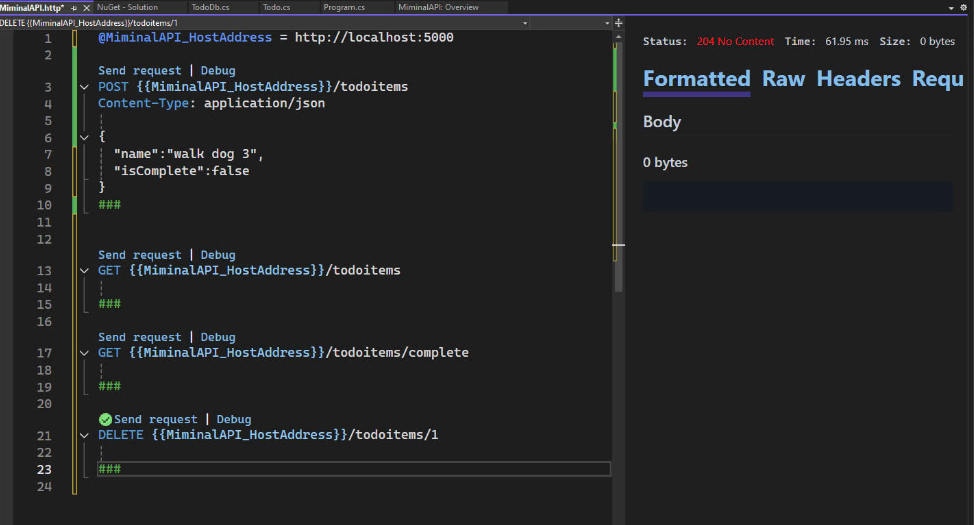 MiminalAPI.http* NuGet - Solution TodoDb.cs Todo.cs Program.cs MiminalAPI: Overview
DELETE {{MiminalAPI_HostAddress}}/todoitems/1
1 @MiminalAPI_HostAddress = http://localhost:5000
2
Send request | Debug
3 POST {{MiminalAPI_HostAddress}}/todoitems
4 Content-Type: application/json
5
6 {
7 "name":"walk dog 3",
8 "isComplete":false
9 }
10 ###
11
12
Send request | Debug
13 GET {{MiminalAPI_HostAddress}}/todoitems
14
15 ###
16
Send request | Debug
17 GET {{MiminalAPI_HostAddress}}/todoitems/complete
18
19 ###
20
Send request | Debug
21 DELETE {{MiminalAPI_HostAddress}}/todoitems/1
22
23 ###
24
Status: 204 No Content Time: 61.95 ms Size: 0 bytes
Formatted Raw Headers Requ
Body
0 bytes